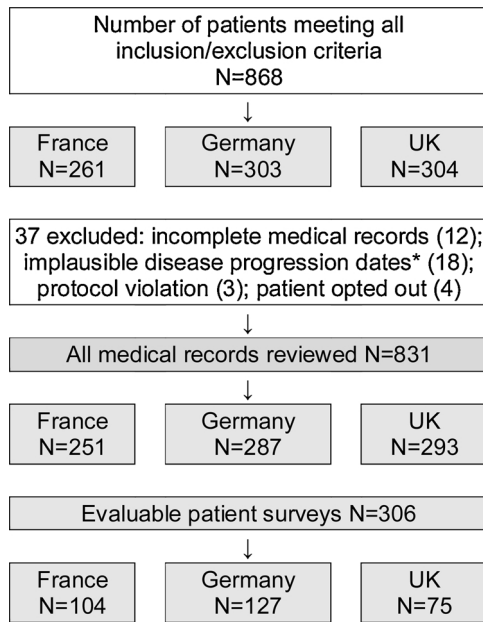 Number of patients meeting all
inclusion/exclusion criteria
N=868
↓
France
N=261
Germany
N=303
UK
N=304
37 excluded: incomplete medical records (12);
implausible disease progression dates* (18);
protocol violation (3); patient opted out (4)
↓
All medical records reviewed N=831
↓
France
N=251
Germany
N=287
UK
N=293
Evaluable patient surveys N=306
↓
France
N=104
Germany
N=127
UK
N=75